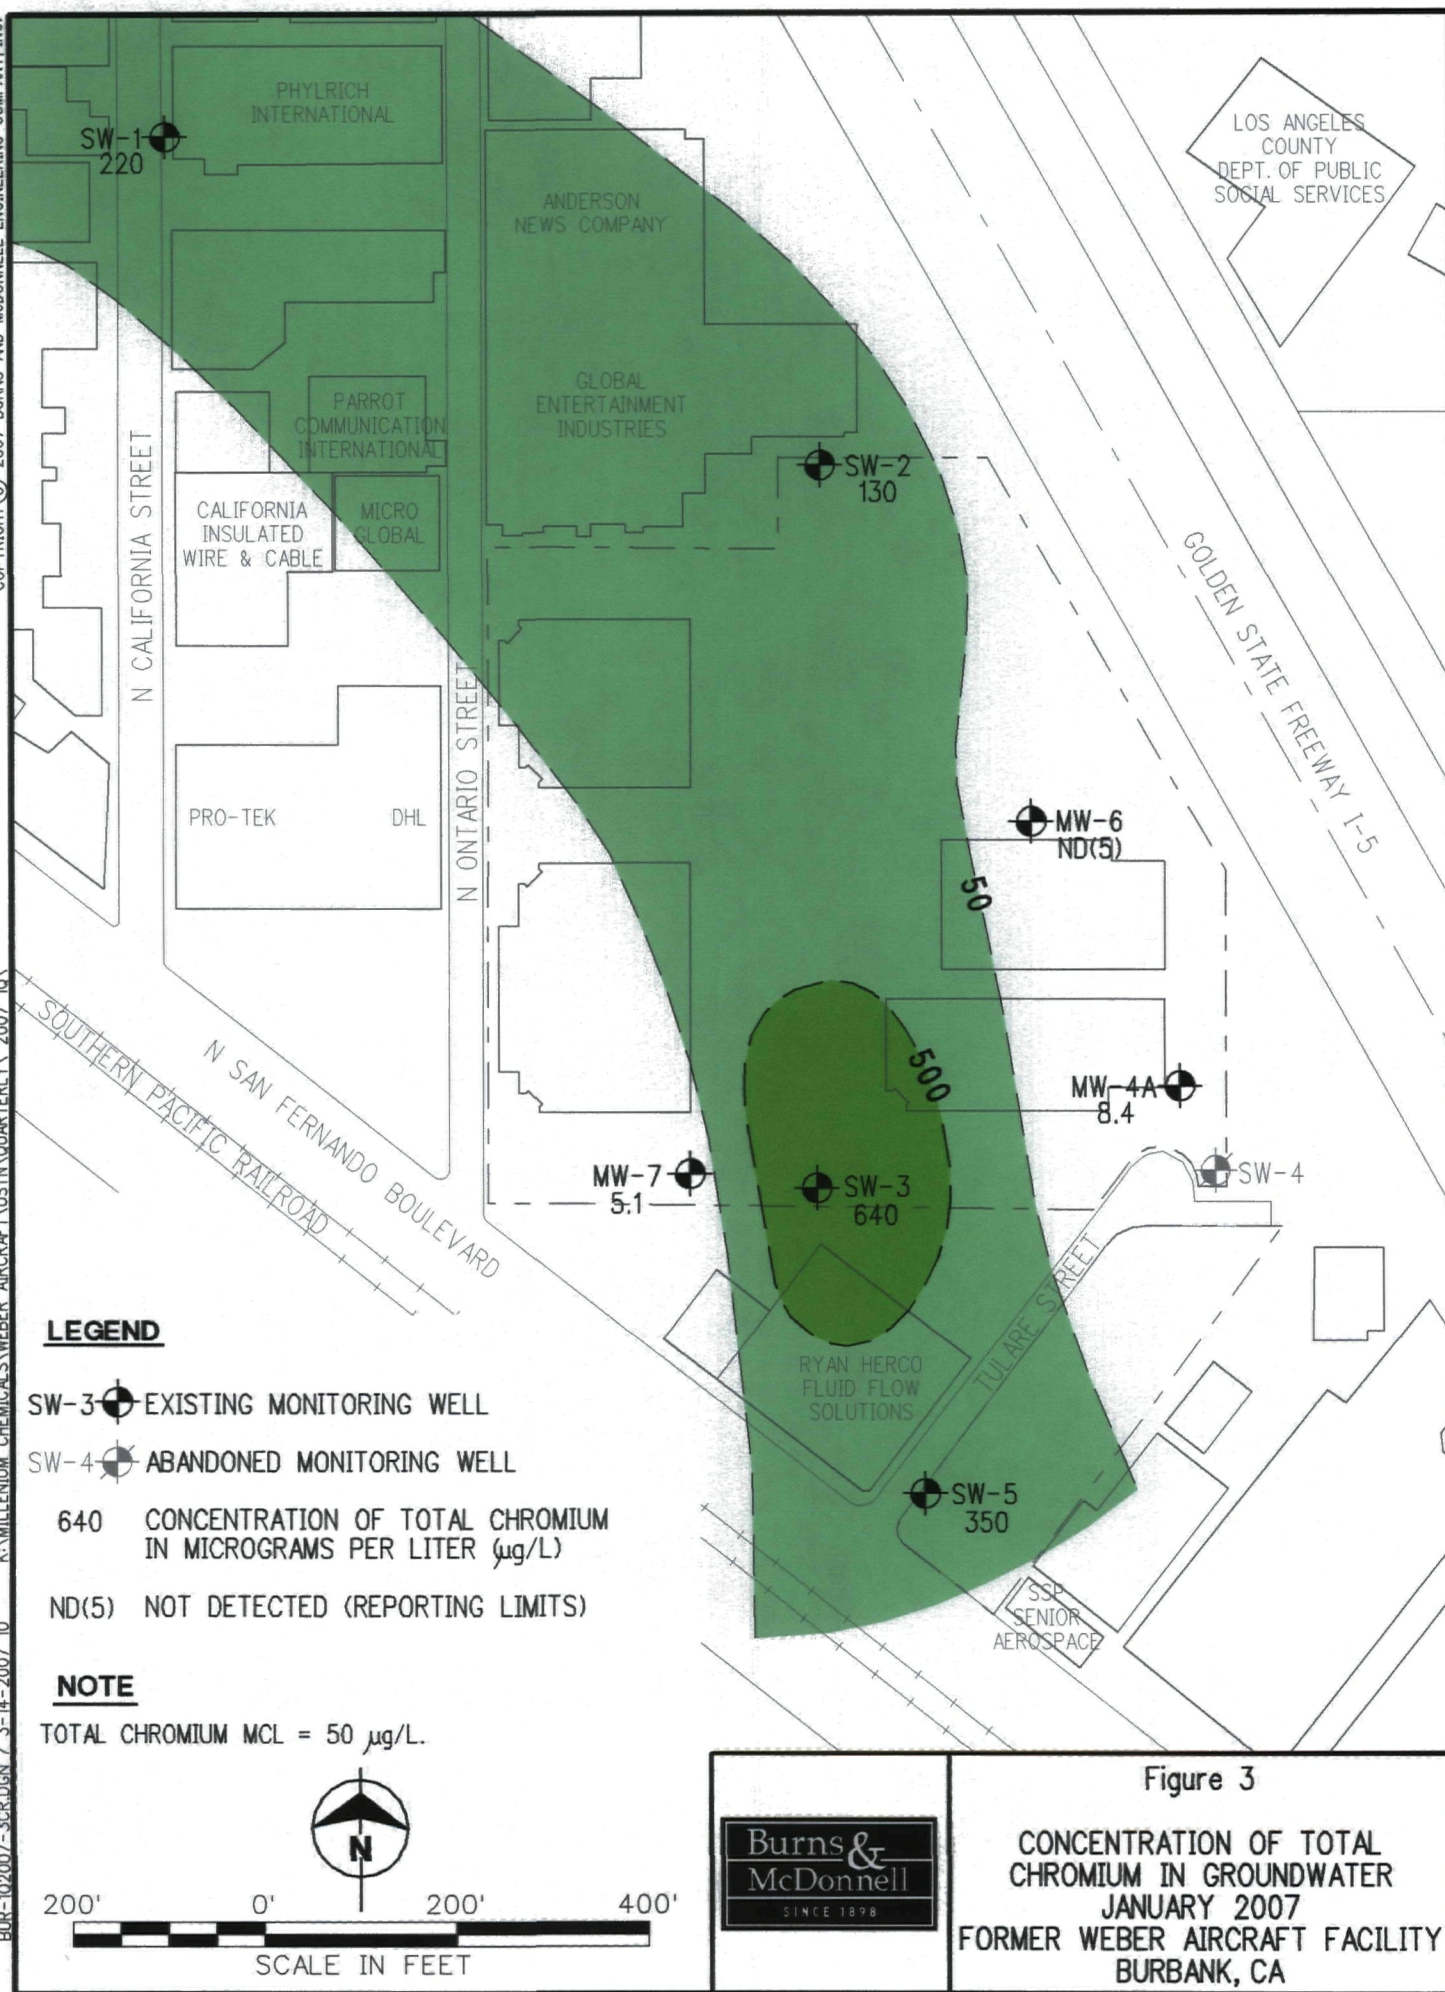 PHYLRICH
INTERNATIONAL
SW-1
220
LOS ANGELES
COUNTY
DEPT. OF PUBLIC
SOCIAL SERVICES
ANDERSON
NEWS COMPANY
GLOBAL
ENTERTAINMENT
INDUSTRIES
PARROT
COMMUNICATION
INTERNATIONAL
SW-2
130
CALIFORNIA
INSULATED
WIRE & CABLE
MICRO
GLOBAL
N CALIFORNIA STREET
GOLDEN STATE FREEWAY I-5
N ONTARIO STREET
PRO-TEK
DHL
MW-6
ND(5)
50
500
MW-4A
8.4
SOUTHERN PACIFIC RAILROAD
N SAN FERNANDO BOULEVARD
MW-7
5.1
SW-3
640
SW-4
TULARE STREET
RYAN HERCO
FLUID FLOW
SOLUTIONS
SW-5
350
SSP
SENIOR
AEROSPACE
LEGEND
SW-3 EXISTING MONITORING WELL
SW-4 ABANDONED MONITORING WELL
640 CONCENTRATION OF TOTAL CHROMIUM
IN MICROGRAMS PER LITER (µg/L)
ND(5) NOT DETECTED (REPORTING LIMITS)
NOTE
TOTAL CHROMIUM MCL = 50 µg/L.
N
200' 0' 200' 400'
SCALE IN FEET
Burns &
McDonnell
SINCE 1898
Figure 3
CONCENTRATION OF TOTAL
CHROMIUM IN GROUNDWATER
JANUARY 2007
FORMER WEBER AIRCRAFT FACILITY
BURBANK, CA